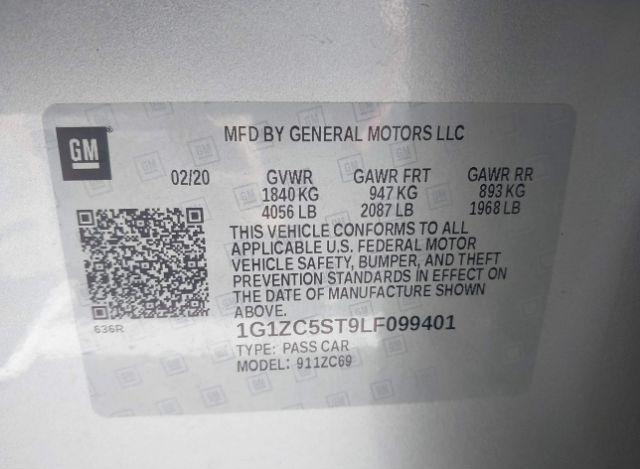 GM
MFD BY GENERAL MOTORS LLC
02/20 GVWR GAWR FRT GAWR RR
1840 KG 947 KG 893 KG
4056 LB 2087 LB 1968 LB
THIS VEHICLE CONFORMS TO ALL
APPLICABLE U.S. FEDERAL MOTOR
VEHICLE SAFETY, BUMPER, AND THEFT
PREVENTION STANDARDS IN EFFECT ON
THE DATE OF MANUFACTURE SHOWN
ABOVE.
636R
1G1ZC5ST9LF099401
TYPE: PASS CAR
MODEL: 911ZC69